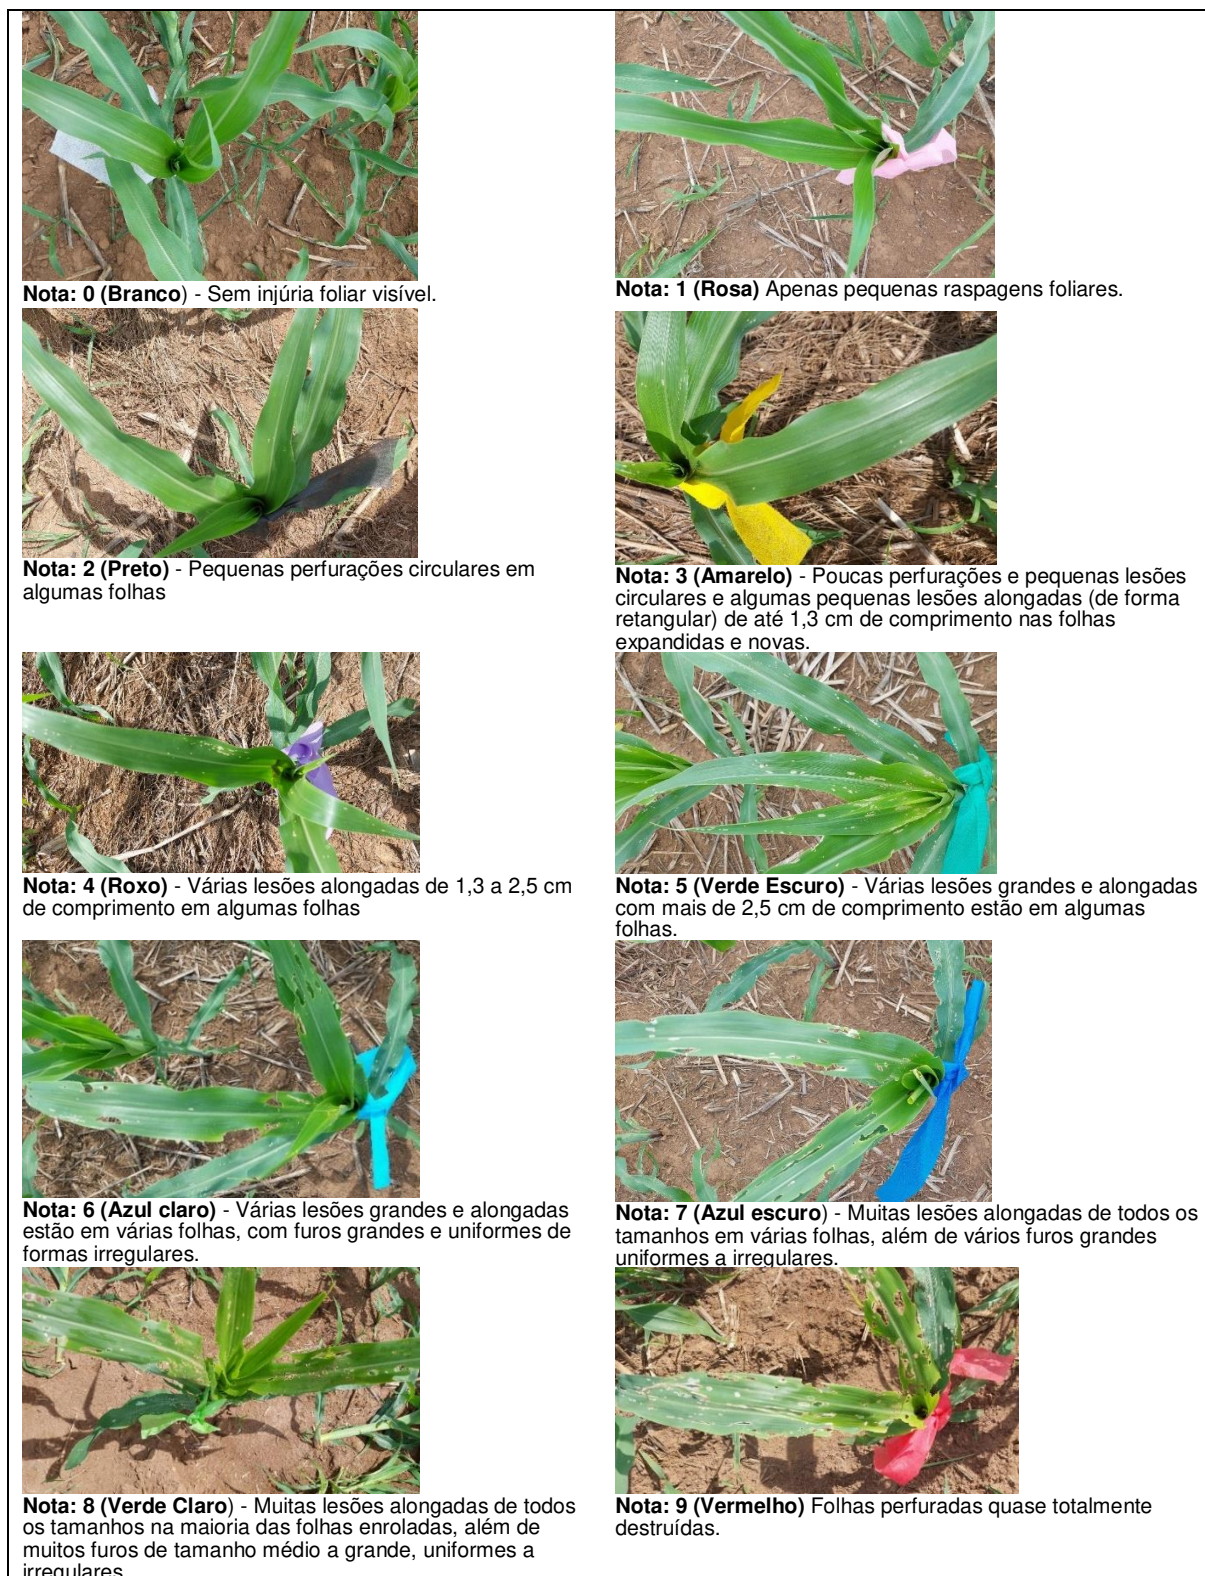 Nota: 0 (Branco) - Sem injúria foliar visível.
Nota: 1 (Rosa) Apenas pequenas raspagens foliares.
Nota: 2 (Preto) - Pequenas perfurações circulares em
algumas folhas
Nota: 3 (Amarelo) - Poucas perfurações e pequenas lesões
circulares e algumas pequenas lesões alongadas (de forma
retangular) de até 1,3 cm de comprimento nas folhas
expandidas e novas.
Nota: 4 (Roxo) - Várias lesões alongadas de 1,3 a 2,5 cm
de comprimento em algumas folhas
Nota: 5 (Verde Escuro) - Várias lesões grandes e alongadas
com mais de 2,5 cm de comprimento estão em algumas
folhas.
Nota: 6 (Azul claro) - Várias lesões grandes e alongadas
estão em várias folhas, com furos grandes e uniformes de
formas irregulares.
Nota: 7 (Azul escuro) - Muitas lesões alongadas de todos os
tamanhos em várias folhas, além de vários furos grandes
uniformes a irregulares.
Nota: 8 (Verde Claro) - Muitas lesões alongadas de todos
os tamanhos na maioria das folhas enroladas, além de
muitos furos de tamanho médio a grande, uniformes a
irregulares
Nota: 9 (Vermelho) Folhas perfuradas quase totalmente
destruídas.